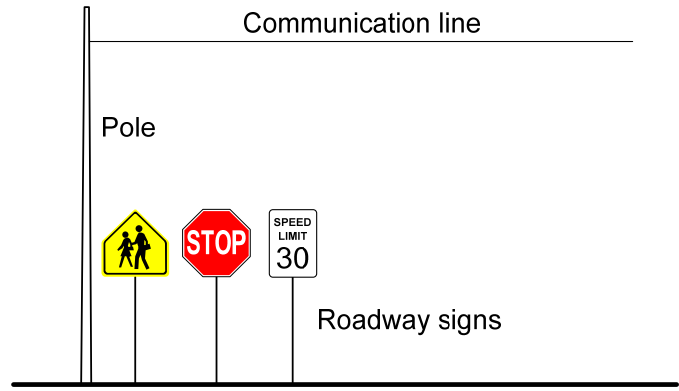 Communication line
Pole
STOP
SPEED
LIMIT
30
Roadway signs